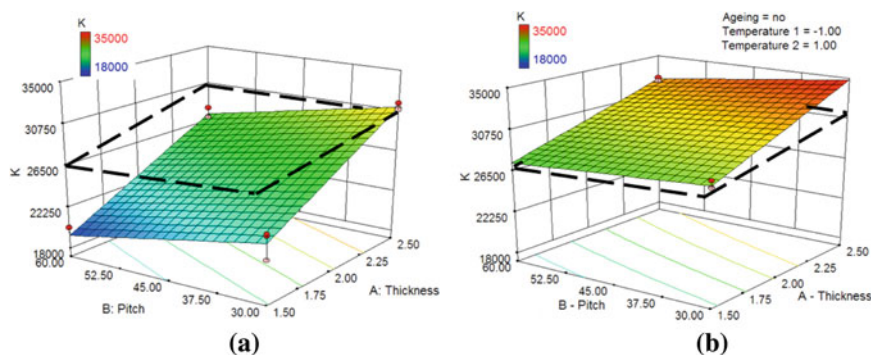 K
35000
18000
35000
30750
26500
22250
18000
K
60.00
52.50
45.00
37.50
30.00
B: Pitch
1.50
1.75
2.00
2.25
2.50
A: Thickness
(a)
K
35000
18000
Ageing = no
Temperature 1 = -1.00
Temperature 2 = 1.00
35000
30750
26500
22250
18000
K
60.00
52.50
45.00
37.50
30.00
B - Pitch
1.50
1.75
2.00
2.25
2.50
A - Thickness
(b)